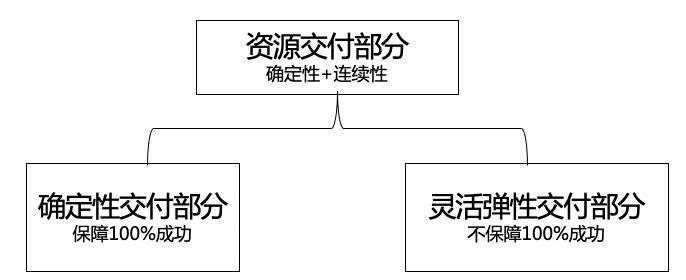 资源交付部分
确定性+连续性
确定性交付部分
保障100%成功
灵活弹性交付部分
不保障100%成功